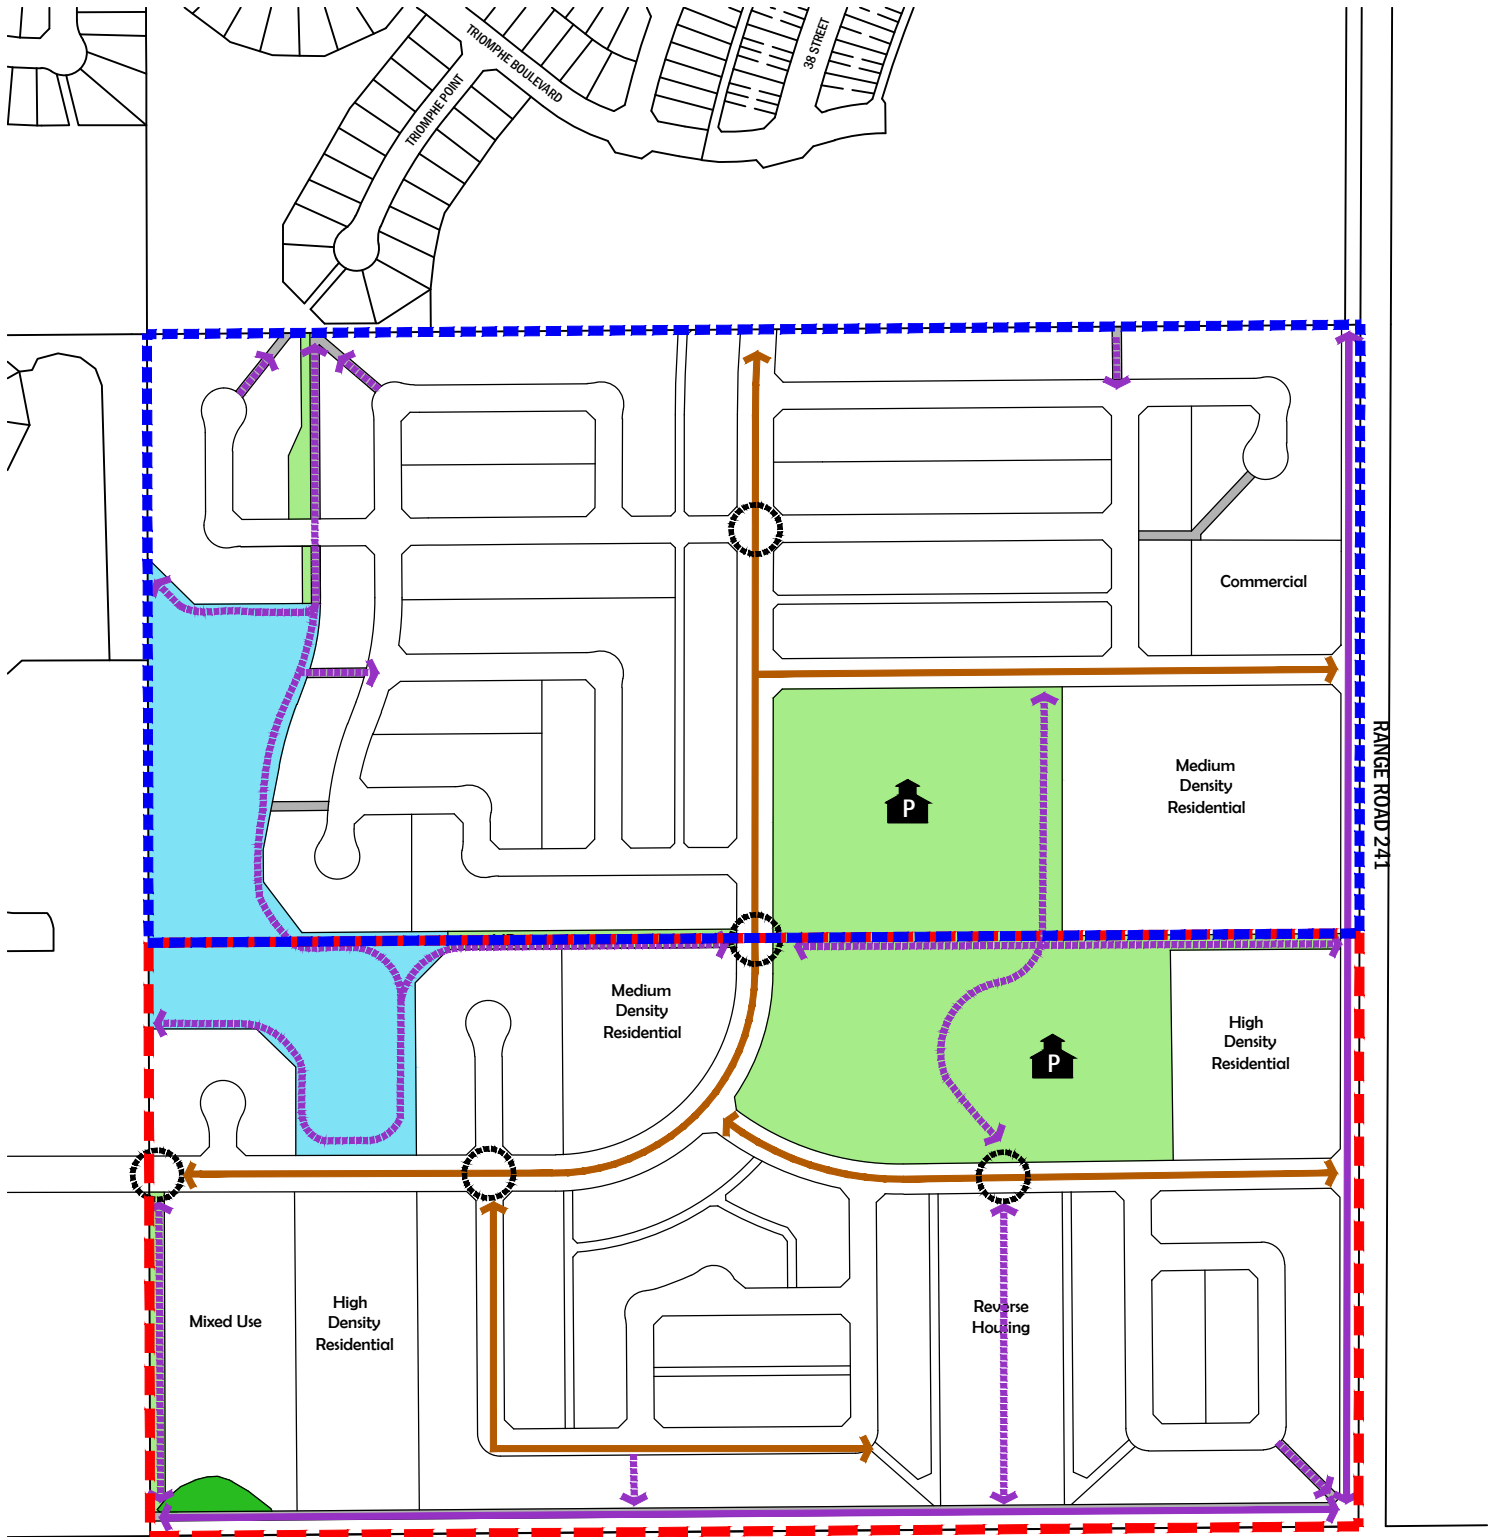 TRIOMPHE BOULEVARD
TRIOMPHE POINT
38 STREET
Commercial
RANGE ROAD 241
Medium
Density
Residential
P
Medium
Density
Residential
High
Density
Residential
P
Mixed Use
High
Density
Residential
Reverse
Housing